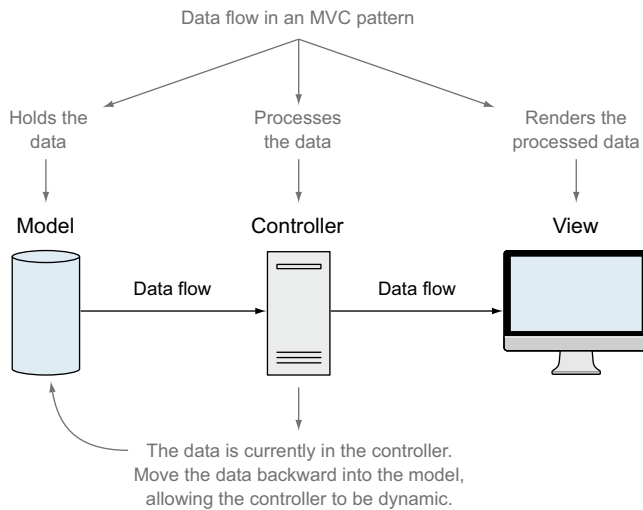 Data flow in an MVC pattern
Holds the
data
Processes
the data
Renders the
processed data
Model
Controller
View
Data flow
Data flow
The data is currently in the controller.
Move the data backward into the model,
allowing the controller to be dynamic.